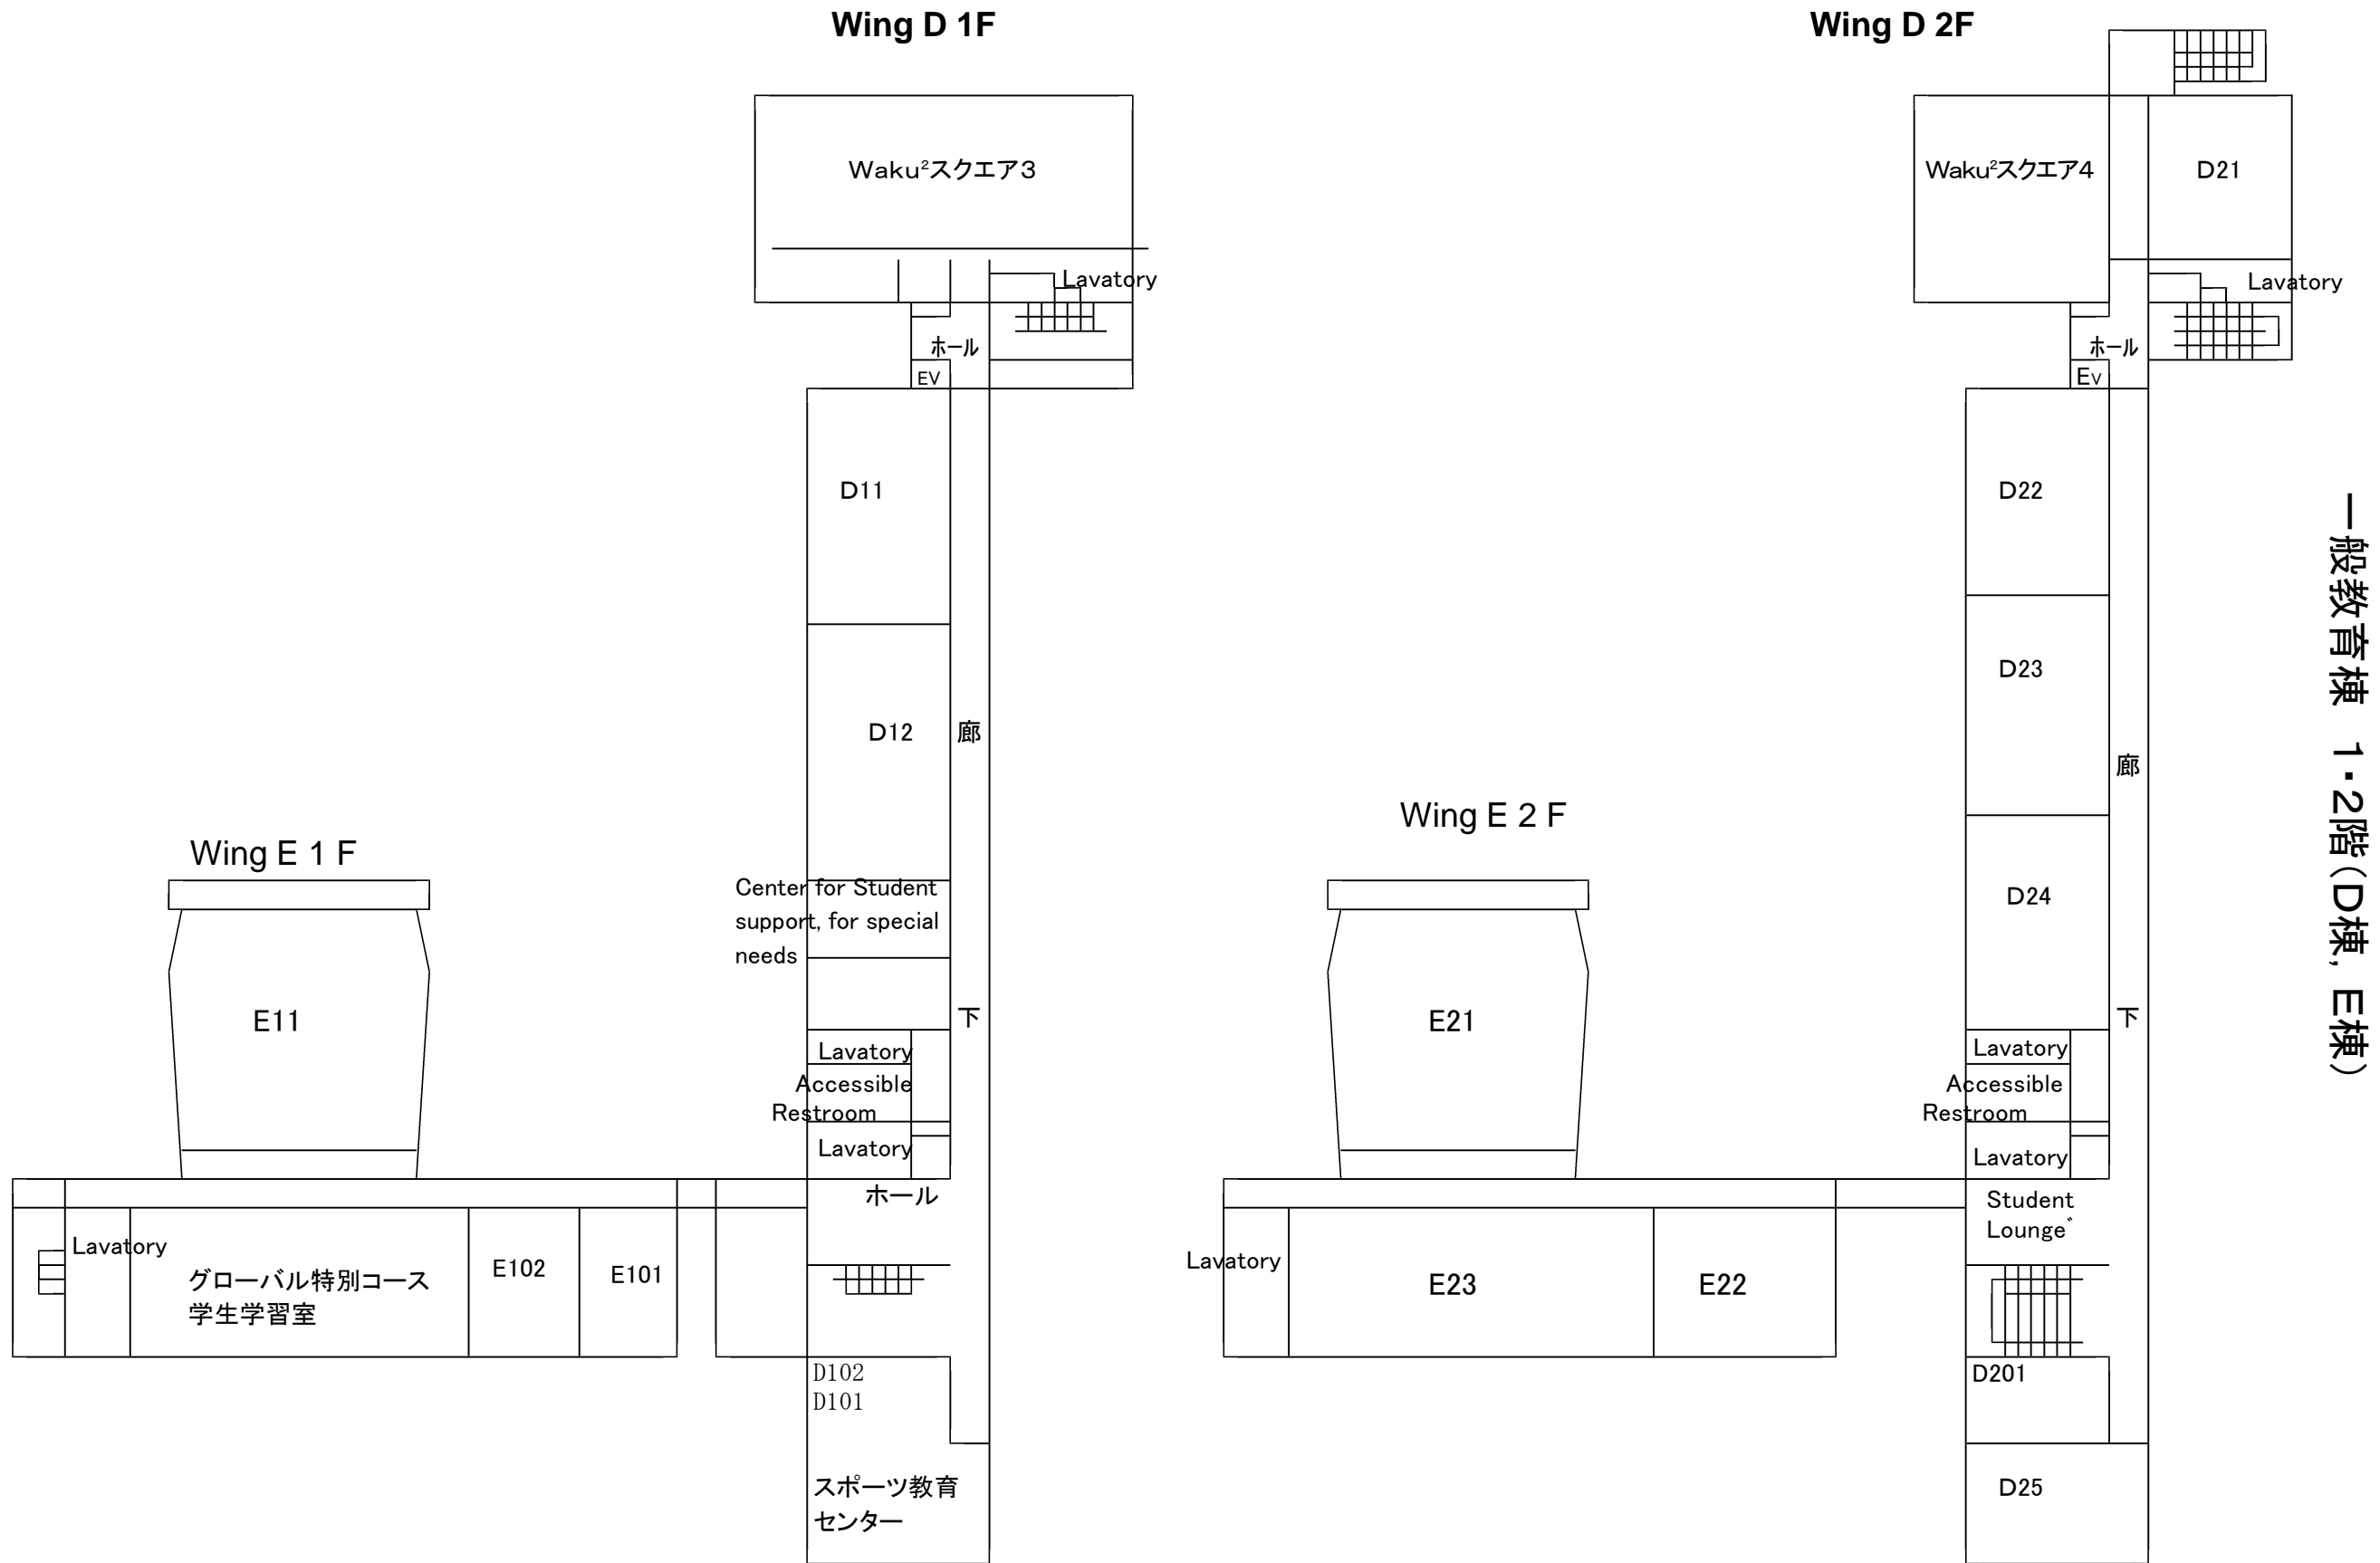 Wing D 1F
Waku²スクエア3
Lavatory
ホール
EV
D11
D12
廊
下
Center for Student
support, for special
needs
Lavatory
Accessible
Restroom
Lavatory
ホール
D102
D101
スポーツ教育
センター
Wing E 1 F
E11
Lavatory
グローバル特別コース
学生学習室
E102
E101
Wing D 2F
Waku²スクエア4
D21
Lavatory
ホール
EV
D22
D23
D24
廊
下
Lavatory
Accessible
Restroom
Lavatory
Student
Lounge゛
D201
D25
Wing E 2 F
E21
Lavatory
E23
E22
一般教育棟 1・2階(D棟, E棟)